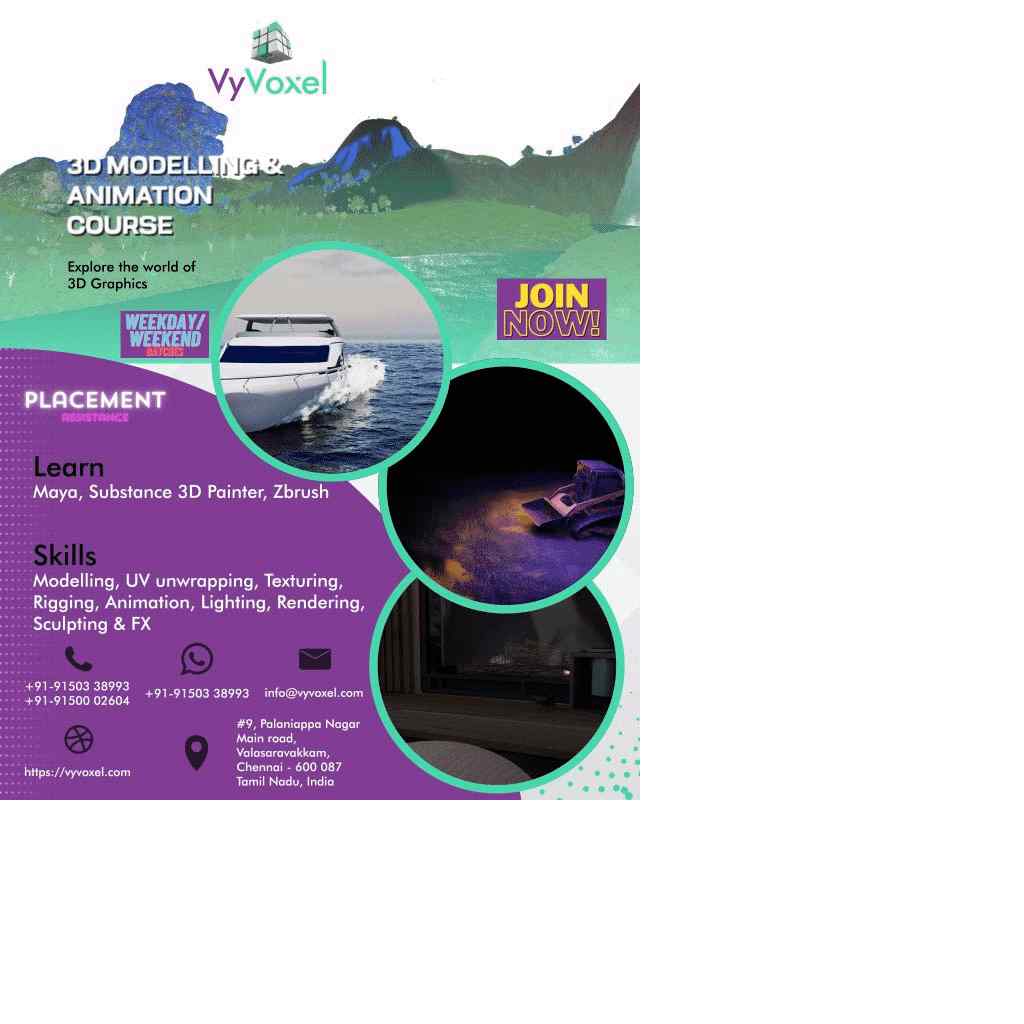 VyVoxel
3D MODELLING &
ANIMATION
COURSE
Explore the world of
3D Graphics
JOIN
NOW!
WEEKDAY/
WEEKEND
BATCHES
PLACEMENT
ASSISTANCE
Learn
Maya, Substance 3D Painter, Zbrush
Skills
Modelling, UV unwrapping, Texturing,
Rigging, Animation, Lighting, Rendering,
Sculpting & FX
+91-91503 38993
+91-91500 02604
+91-91503 38993
info@vyvoxel.com
https://vyvoxel.com
#9, Palaniappa Nagar
Main road,
Valasaravakkam,
Chennai - 600 087
Tamil Nadu, India